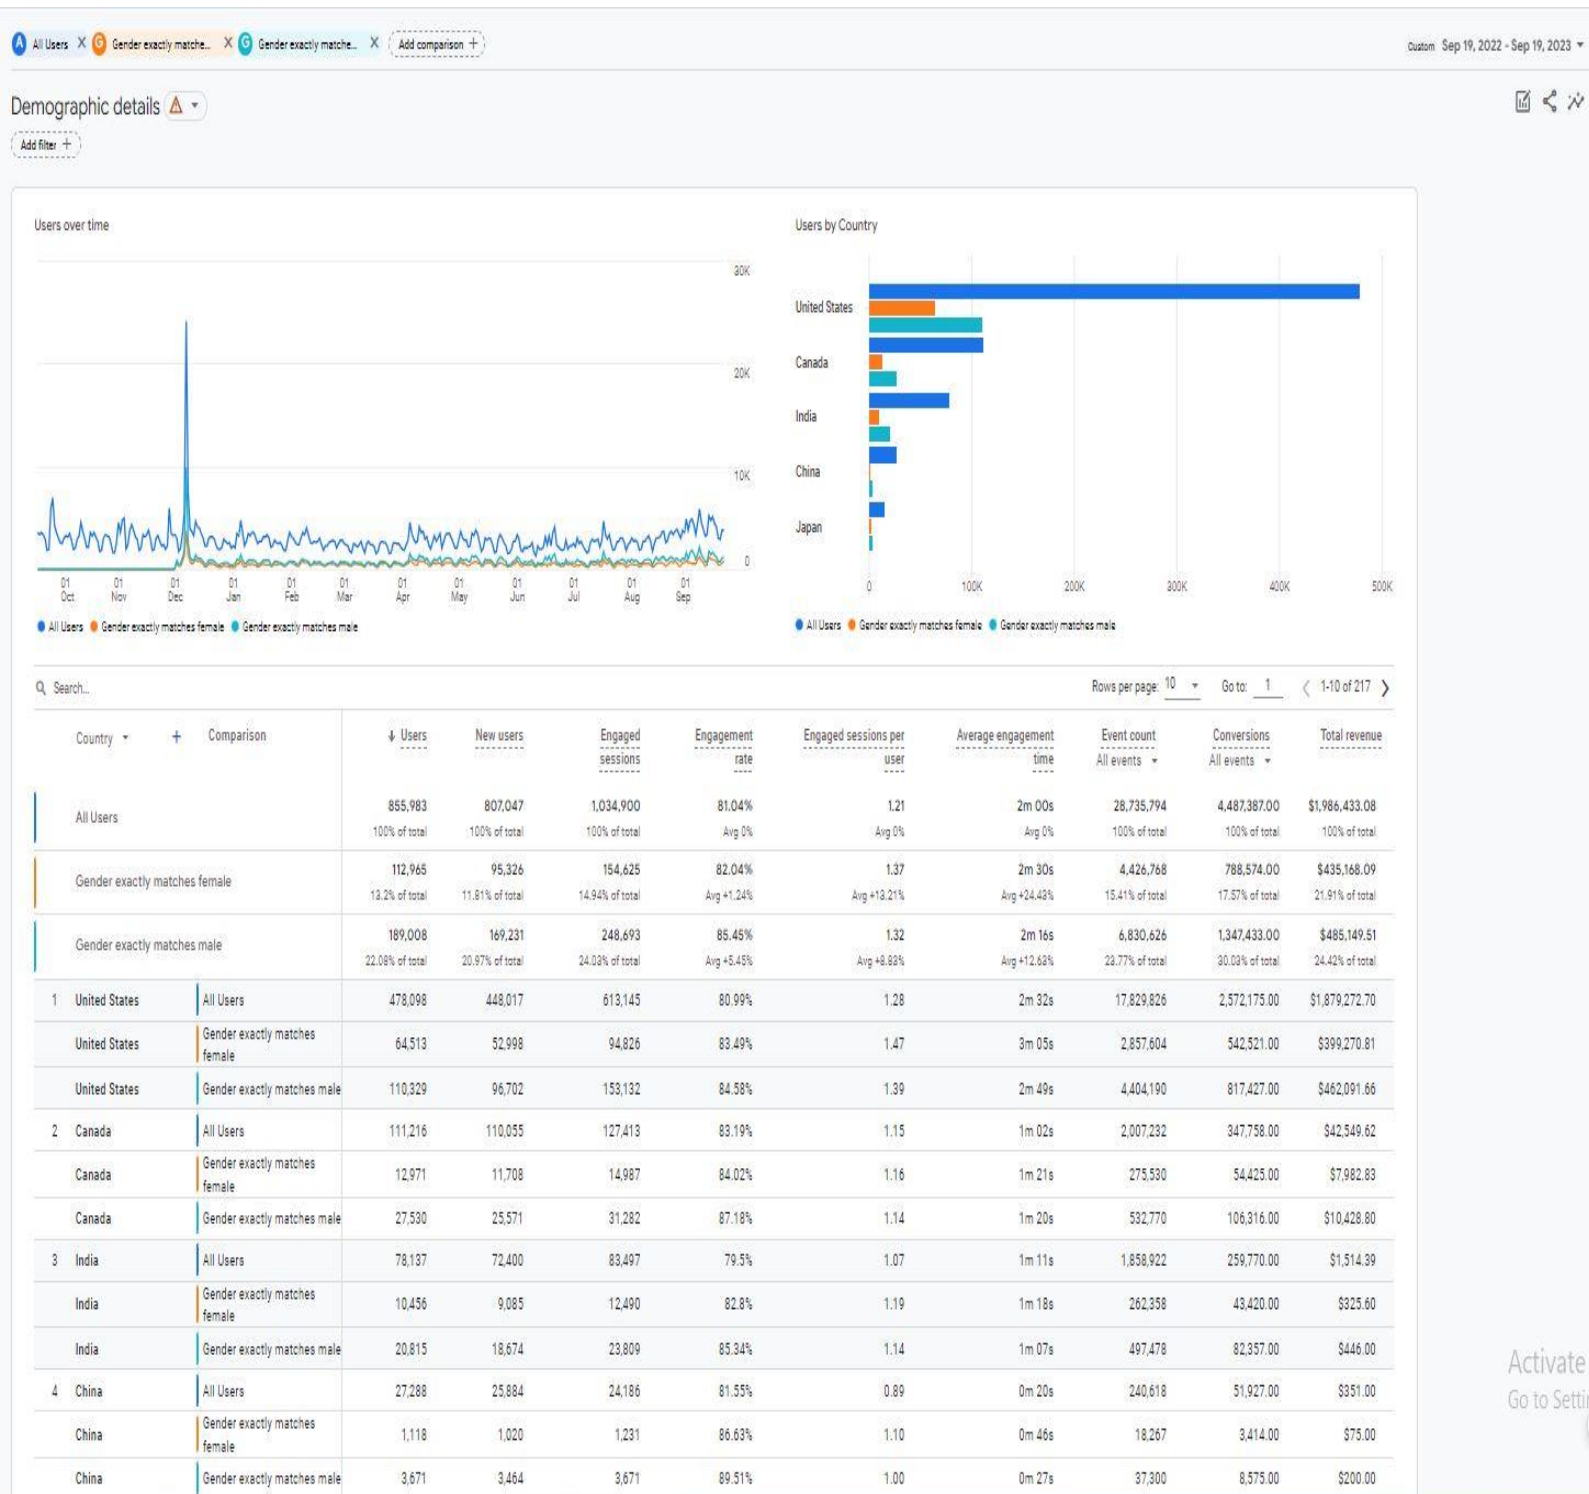 A All Users X G Gender exactly matche... X G Gender exactly matche... X Add comparison +
Custom Sep 19, 2022 - Sep 19, 2023
Demographic details
Add filter +
Users over time
30K
20K
10K
0
01 Oct 01 Nov 01 Dec 01 Jan 01 Feb 01 Mar 01 Apr 01 May 01 Jun 01 Jul 01 Aug 01 Sep
All Users Gender exactly matches female Gender exactly matches male
Users by Country
United States
Canada
India
China
Japan
0 100K 200K 300K 400K 500K
All Users Gender exactly matches female Gender exactly matches male
Search... Rows per page: 10 Go to: 1 1-10 of 217
Country + Comparison Users New users Engaged sessions Engagement rate Engaged sessions per user Average engagement time Event count All events Conversions All events Total revenue
All Users 855,983 807,047 1,034,900 81.04% 1.21 2m 00s 28,735,794 4,487,387.00 $1,986,433.08
100% of total 100% of total 100% of total Avg 0% Avg 0% Avg 0% 100% of total 100% of total 100% of total
Gender exactly matches female 112,965 95,326 154,625 82.04% 1.37 2m 30s 4,426,768 788,574.00 $435,168.09
13.2% of total 11.81% of total 14.94% of total Avg +1.24% Avg +13.21% Avg +24.43% 15.41% of total 17.57% of total 21.91% of total
Gender exactly matches male 189,008 169,231 248,693 85.45% 1.32 2m 16s 6,830,626 1,347,433.00 $485,149.51
22.08% of total 20.97% of total 24.03% of total Avg +5.45% Avg +8.83% Avg +12.63% 23.77% of total 30.03% of total 24.42% of total
1 United States All Users 478,098 448,017 613,145 80.99% 1.28 2m 32s 17,829,826 2,572,175.00 $1,879,272.70
United States Gender exactly matches female 64,513 52,998 94,826 83.49% 1.47 3m 05s 2,857,604 542,521.00 $399,270.81
United States Gender exactly matches male 110,329 96,702 153,132 84.58% 1.39 2m 49s 4,404,190 817,427.00 $462,091.66
2 Canada All Users 111,216 110,055 127,413 83.19% 1.15 1m 02s 2,007,232 347,758.00 $42,549.62
Canada Gender exactly matches female 12,971 11,708 14,987 84.02% 1.16 1m 21s 275,530 54,425.00 $7,982.83
Canada Gender exactly matches male 27,530 25,571 31,282 87.18% 1.14 1m 20s 532,770 106,316.00 $10,428.80
3 India All Users 78,137 72,400 83,497 79.5% 1.07 1m 11s 1,858,922 259,770.00 $1,514.39
India Gender exactly matches female 10,456 9,085 12,490 82.8% 1.19 1m 18s 262,358 43,420.00 $325.60
India Gender exactly matches male 20,815 18,674 23,809 85.34% 1.14 1m 07s 497,478 82,357.00 $446.00
4 China All Users 27,288 25,884 24,186 81.55% 0.89 0m 20s 240,618 51,927.00 $351.00
China Gender exactly matches female 1,118 1,020 1,231 86.63% 1.10 0m 46s 18,267 3,414.00 $75.00
China Gender exactly matches male 3,671 3,464 3,671 89.51% 1.00 0m 27s 37,300 8,575.00 $200.00
Activate
Go to Settin